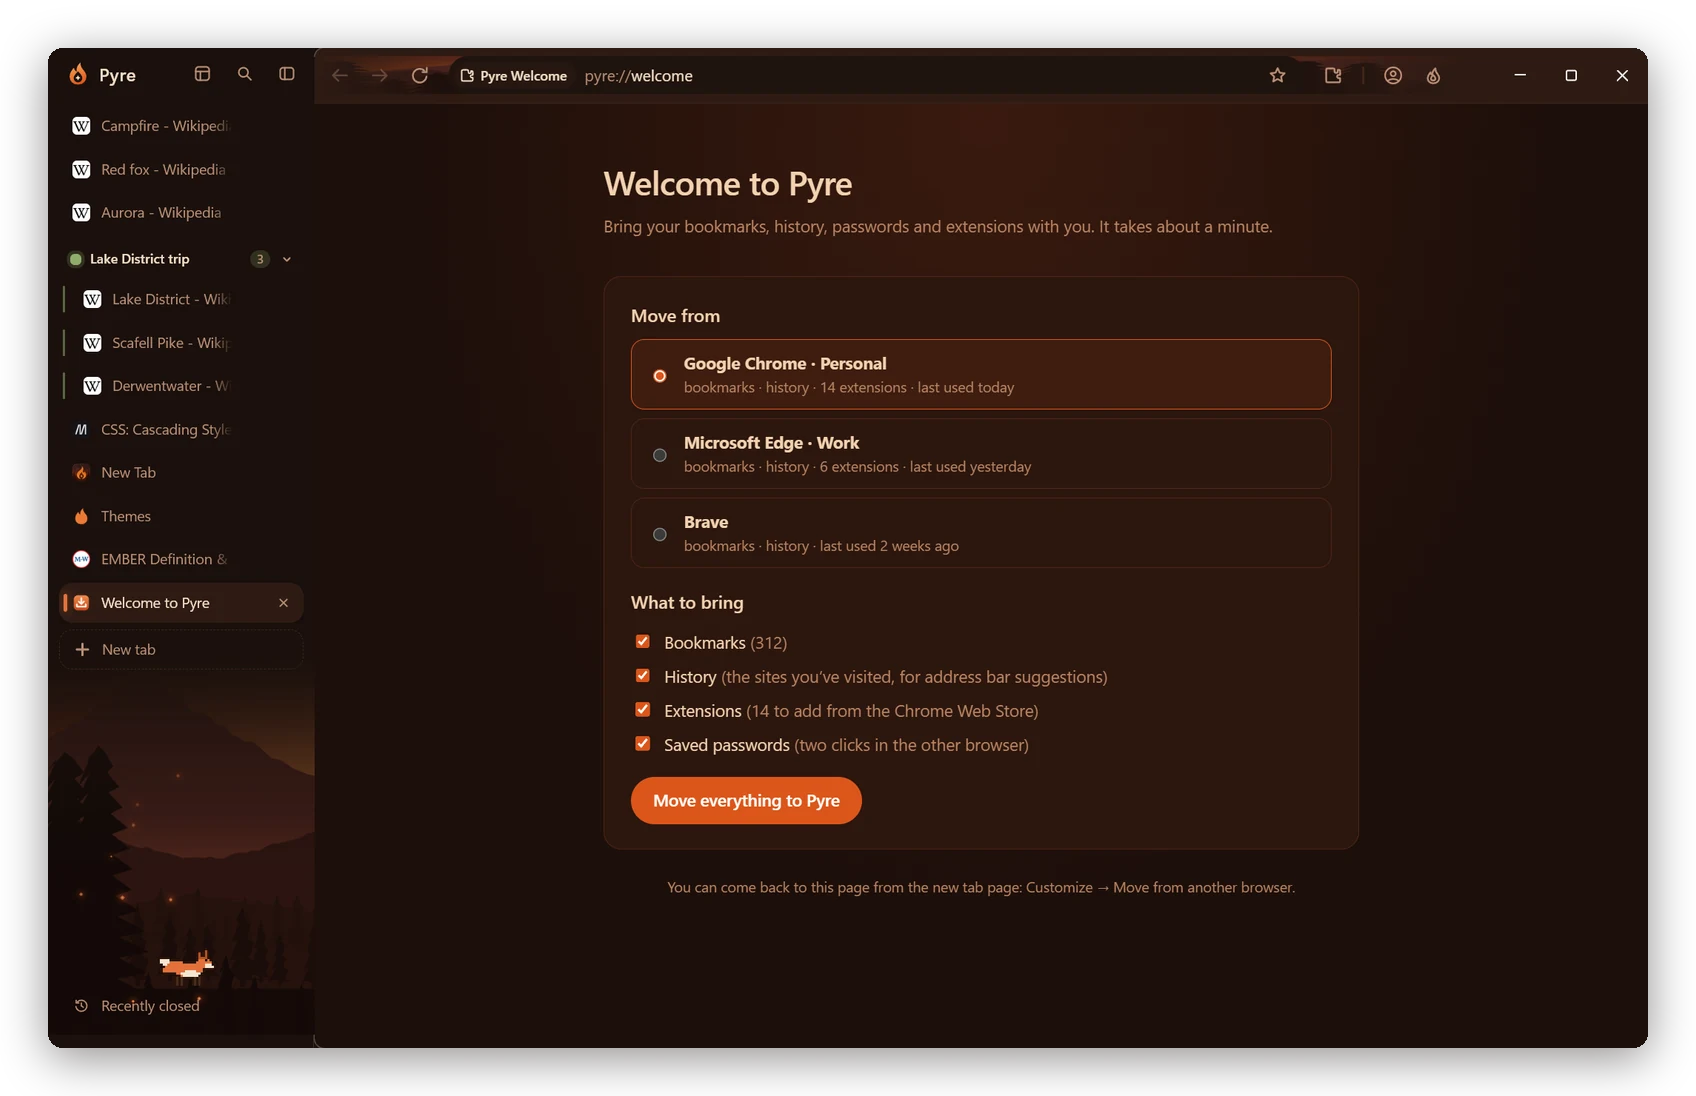 Pyre
Campfire - Wikipedi
Red fox - Wikipedia
Aurora - Wikipedia
Lake District trip 3
Lake District - Wiki
Scafell Pike - Wikip
Derwentwater - W
CSS: Cascading Style
New Tab
Themes
EMBER Definition &
Welcome to Pyre
New tab
Recently closed
Pyre Welcome pyre://welcome
Welcome to Pyre
Bring your bookmarks, history, passwords and extensions with you. It takes about a minute.
Move from
Google Chrome · Personal
bookmarks · history · 14 extensions · last used today
Microsoft Edge · Work
bookmarks · history · 6 extensions · last used yesterday
Brave
bookmarks · history · last used 2 weeks ago
What to bring
Bookmarks (312)
History (the sites you’ve visited, for address bar suggestions)
Extensions (14 to add from the Chrome Web Store)
Saved passwords (two clicks in the other browser)
Move everything to Pyre
You can come back to this page from the new tab page: Customize → Move from another browser.